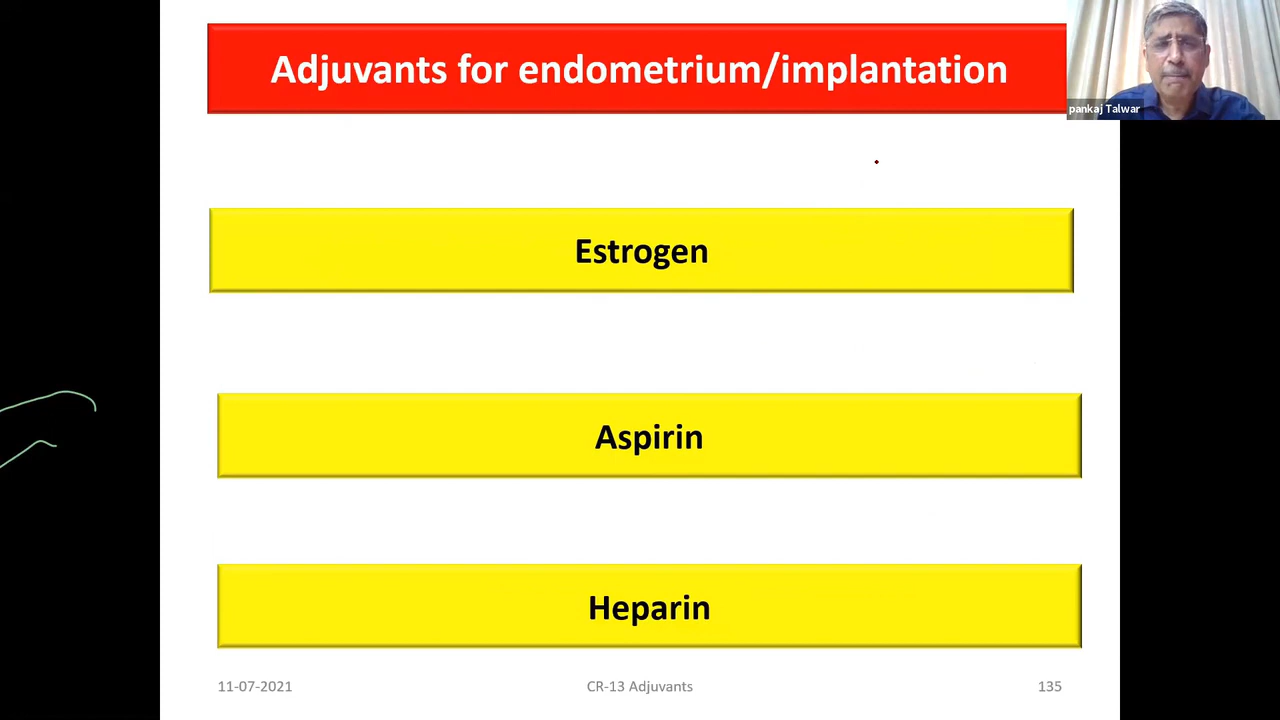 Adjuvants for endometrium/implantation
pankaj Talwar
Estrogen
Aspirin
Heparin
11-07-2021 CR-13 Adjuvants 135